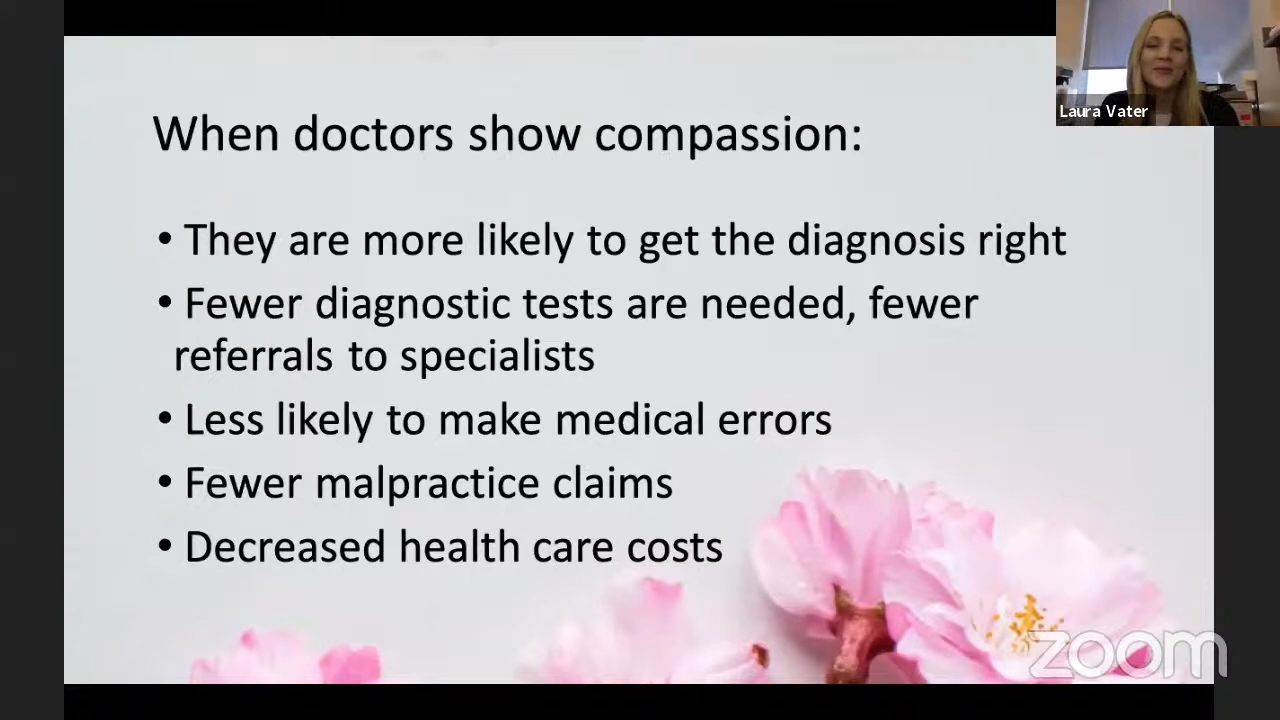 Laura Vater
When doctors show compassion:
• They are more likely to get the diagnosis right
• Fewer diagnostic tests are needed, fewer
referrals to specialists
• Less likely to make medical errors
• Fewer malpractice claims
• Decreased health care costs
zoom